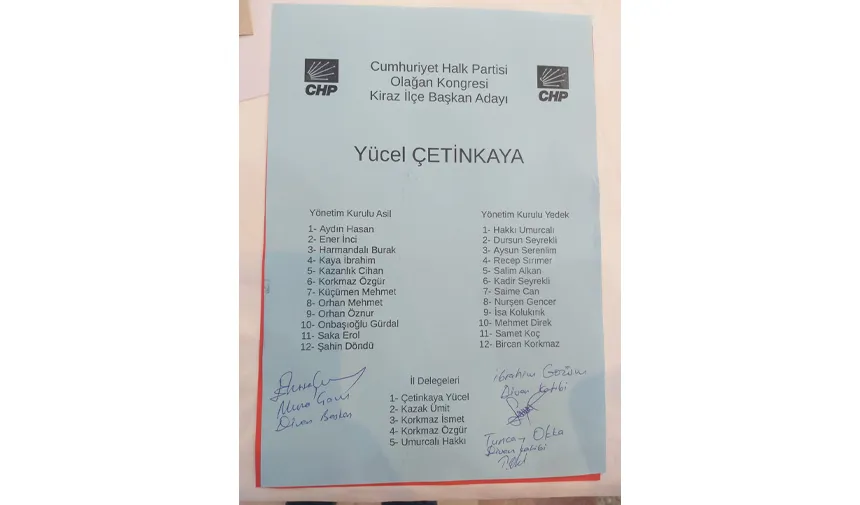 CHP
Cumhuriyet Halk Partisi
Olağan Kongresi
Kiraz İlçe Başkan Adayı
CHP
Yücel ÇETİNKAYA
Yönetim Kurulu Asil
1- Aydın Hasan
2- Ener İnci
3- Harmandalı Burak
4- Kaya İbrahim
5- Kazanlık Cihan
6- Korkmaz Özgür
7- Küçümen Mehmet
8- Orhan Mehmet
9- Orhan Öznur
10- Onbaşıoğlu Gürdal
11- Saka Erol
12- Şahin Döndü
Yönetim Kurulu Yedek
1- Hakkı Umurcalı
2- Dursun Seyrekli
3- Aysun Serenlim
4- Recep Sirimer
5- Salim Alkan
6- Kadir Seyrekli
7- Saime Can
8- Nurşen Gencer
9- İsa Kolukırık
10- Mehmet Direk
11- Samet Koç
12- Bircan Korkmaz
İl Delegeleri
1- Çetinkaya Yücel
2- Kazak Ümit
3- Korkmaz İsmet
4- Korkmaz Özgür
5- Umurcalı Hakkı
Divan Başkan
İbrahim
Divan Katibi
Tuncay Okka
Divan katibi